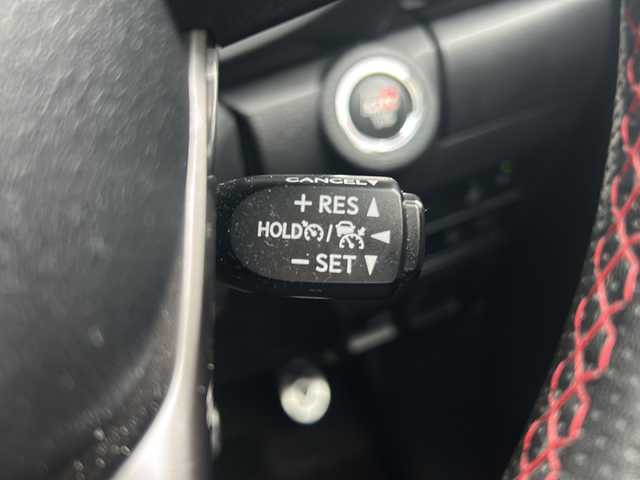 CANCEL
+ RES
HOLD /
− SET